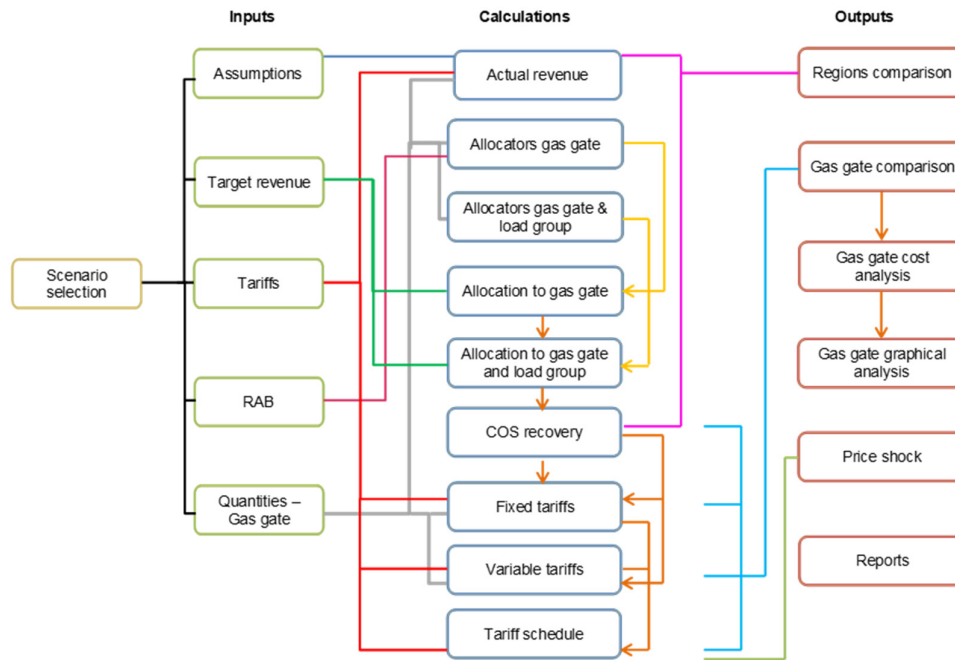 Inputs
Calculations
Outputs
Scenario
selection
Assumptions
Target revenue
Tariffs
RAB
Quantities –
Gas gate
Actual revenue
Allocators gas gate
Allocators gas gate &
load group
Allocation to gas gate
Allocation to gas gate
and load group
COS recovery
Fixed tariffs
Variable tariffs
Tariff schedule
Regions comparison
Gas gate comparison
Gas gate cost
analysis
Gas gate graphical
analysis
Price shock
Reports